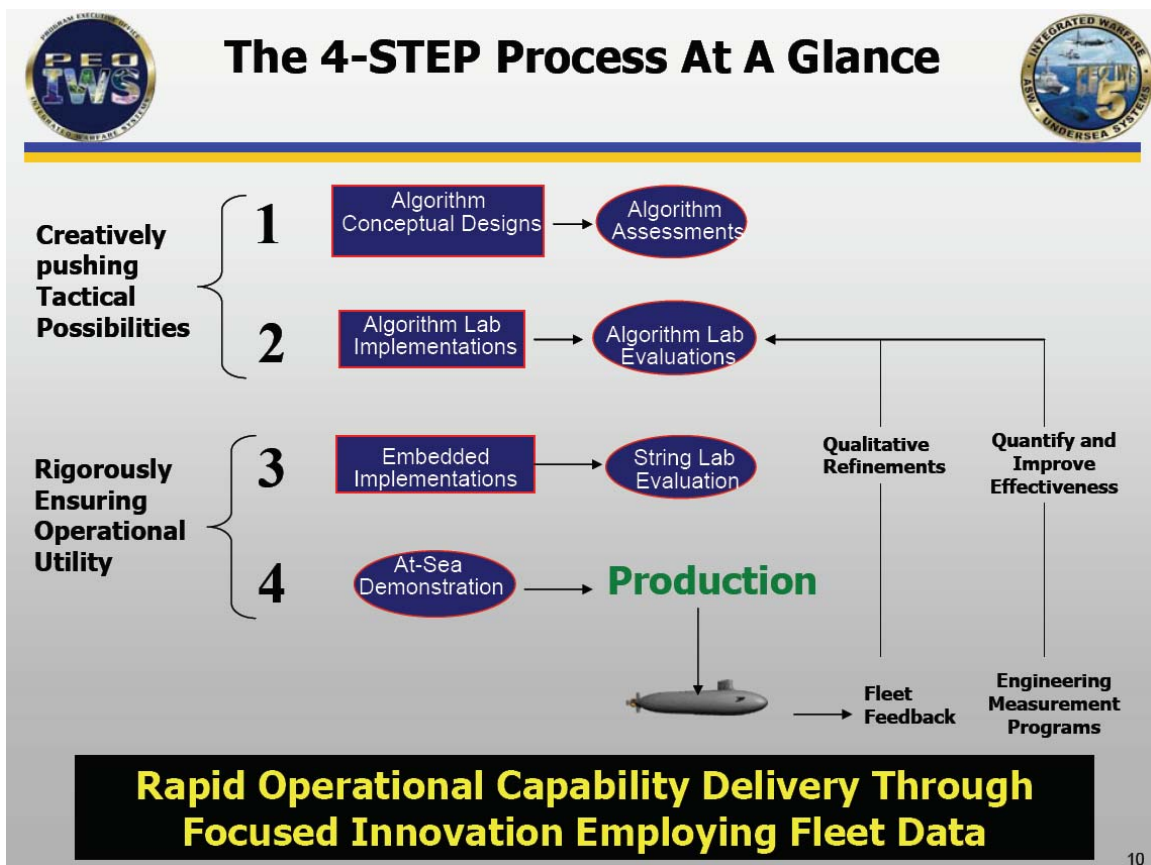 PROGRAM EXECUTIVE OFFICE
PEO
IWS
INTEGRATED WARFARE SYSTEMS
The 4-STEP Process At A Glance
INTEGRATED WARFARE SYSTEMS
5
ASW
UNDERSEA SYSTEMS
Creatively
pushing
Tactical
Possibilities
1
Algorithm
Conceptual Designs
Algorithm
Assessments
2
Algorithm Lab
Implementations
Algorithm Lab
Evaluations
Rigorously
Ensuring
Operational
Utility
3
Embedded
Implementations
String Lab
Evaluation
4
At-Sea
Demonstration
Production
Qualitative
Refinements
Quantify and
Improve
Effectiveness
Fleet
Feedback
Engineering
Measurement
Programs
Rapid Operational Capability Delivery Through
Focused Innovation Employing Fleet Data
10